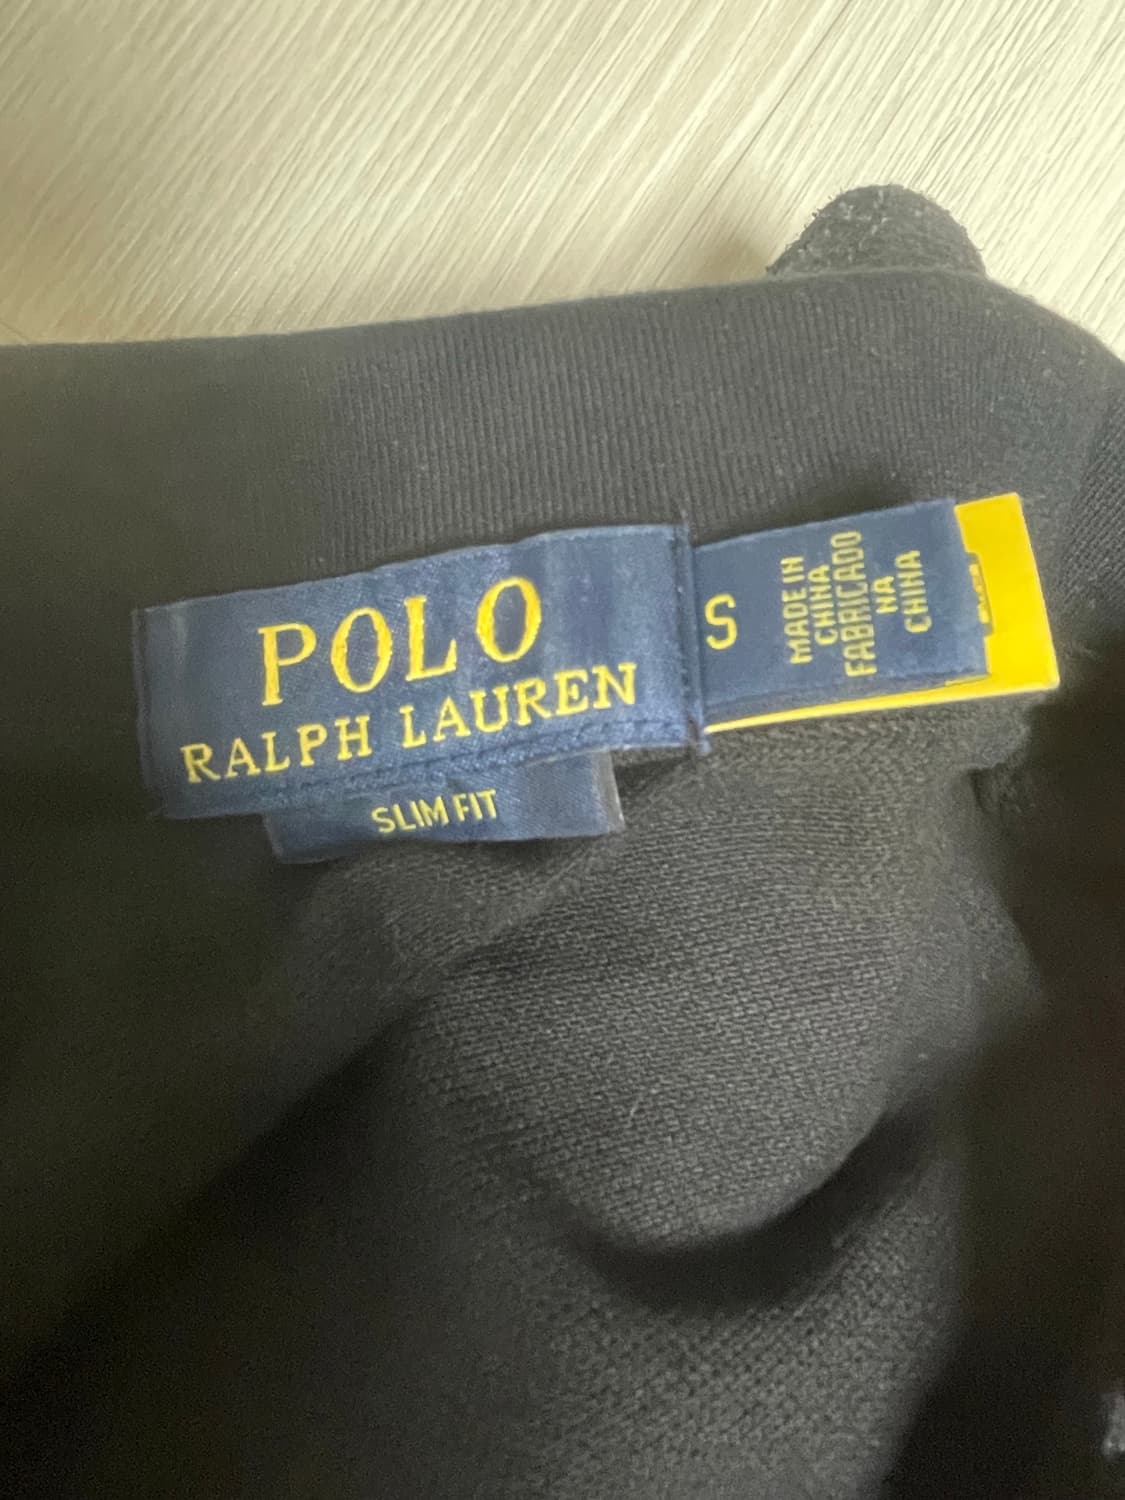 POLO
RALPH LAUREN
SLIM FIT
S
MADE IN
CHINA
FABRICADO
NA
CHINA